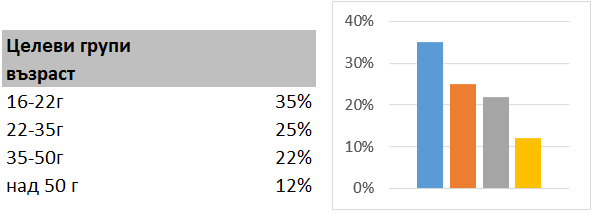 Целеви групи
възраст
16-22г 35%
22-35г 25%
35-50г 22%
над 50 г 12%
40%
30%
20%
10%
0%